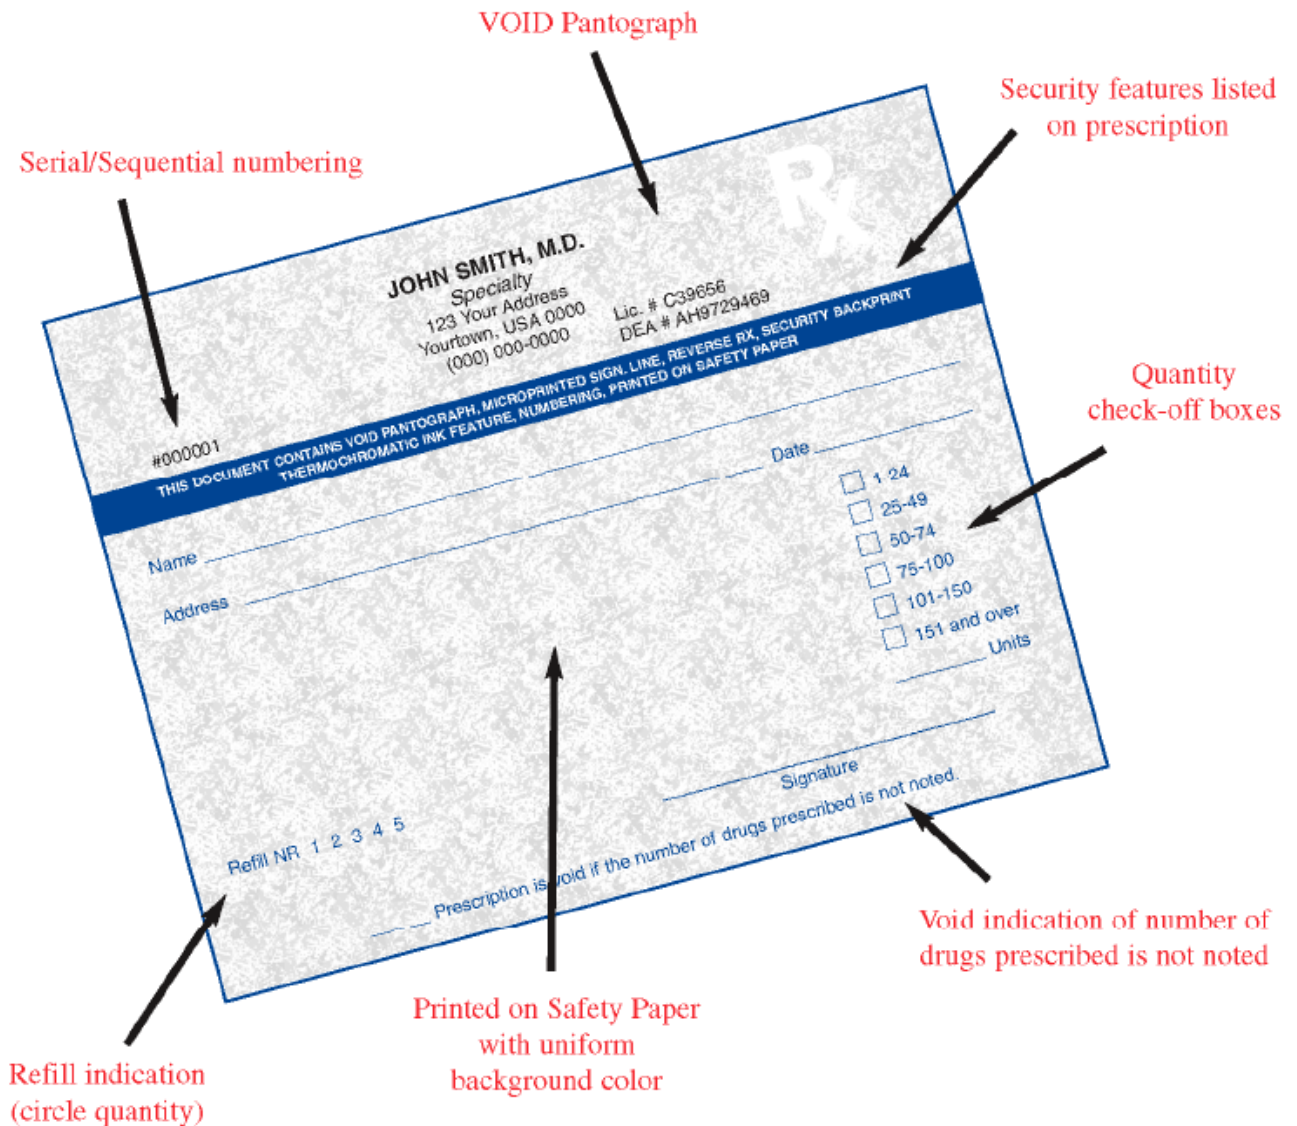 VOID Pantograph
Security features listed
on prescription
Serial/Sequential numbering
Rx
JOHN SMITH, M.D.
Specialty
123 Your Address
Yourtown, USA 0000
(000) 000-0000
Lic. # C39656
DEA # AH9729469
#000001
THIS DOCUMENT CONTAINS VOID PANTOGRAPH, MICROPRINTED SIGN. LINE, REVERSE RX, SECURITY BACKPRINT
THERMOCHROMATIC INK FEATURE, NUMBERING, PRINTED ON SAFETY PAPER
Quantity
check-off boxes
Name
Address
Date
1-24
25-49
50-74
75-100
101-150
151 and over
Units
Signature
Refill NR 1 2 3 4 5
Prescription is void if the number of drugs prescribed is not noted.
Void indication of number of
drugs prescribed is not noted
Printed on Safety Paper
with uniform
background color
Refill indication
(circle quantity)